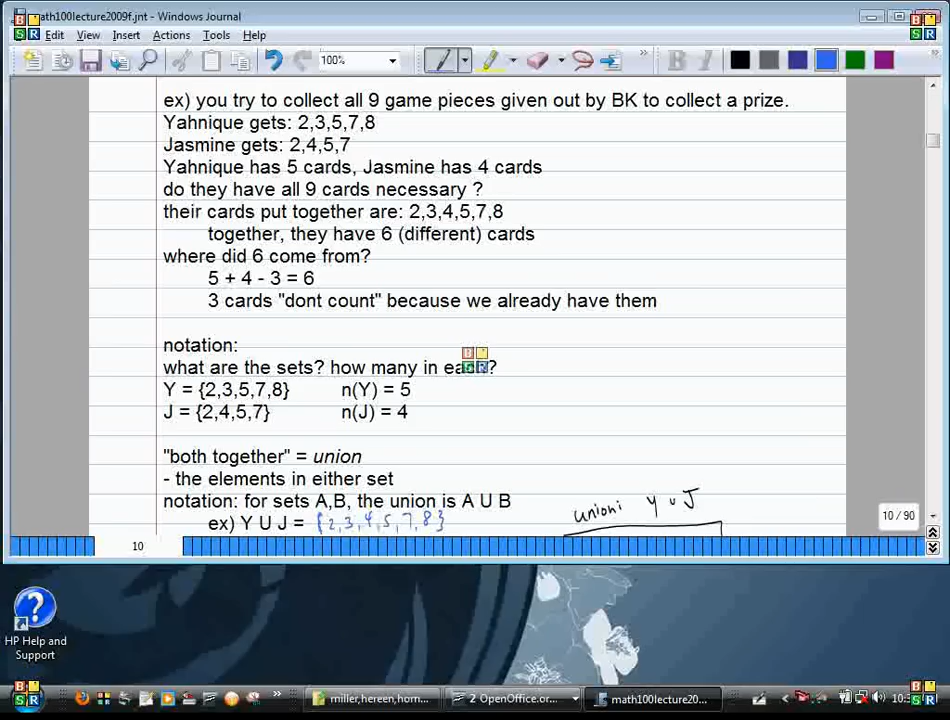 math100lecture2009f.jnt - Windows Journal
Edit View Insert Actions Tools Help
100%
ex) you try to collect all 9 game pieces given out by BK to collect a prize.
Yahnique gets: 2,3,5,7,8
Jasmine gets: 2,4,5,7
Yahnique has 5 cards, Jasmine has 4 cards
do they have all 9 cards necessary ?
their cards put together are: 2,3,4,5,7,8
together, they have 6 (different) cards
where did 6 come from?
5 + 4 - 3 = 6
3 cards "dont count" because we already have them
notation:
what are the sets? how many in each?
Y = {2,3,5,7,8} n(Y) = 5
J = {2,4,5,7} n(J) = 4
"both together" = union
- the elements in either set
notation: for sets A,B, the union is A U B
union: Y U J
ex) Y U J = {2,3,4,5,7,8}
10 / 90
10
HP Help and
Support
miller,hereen,horn...
2 OpenOffice.or...
math100lecture20...